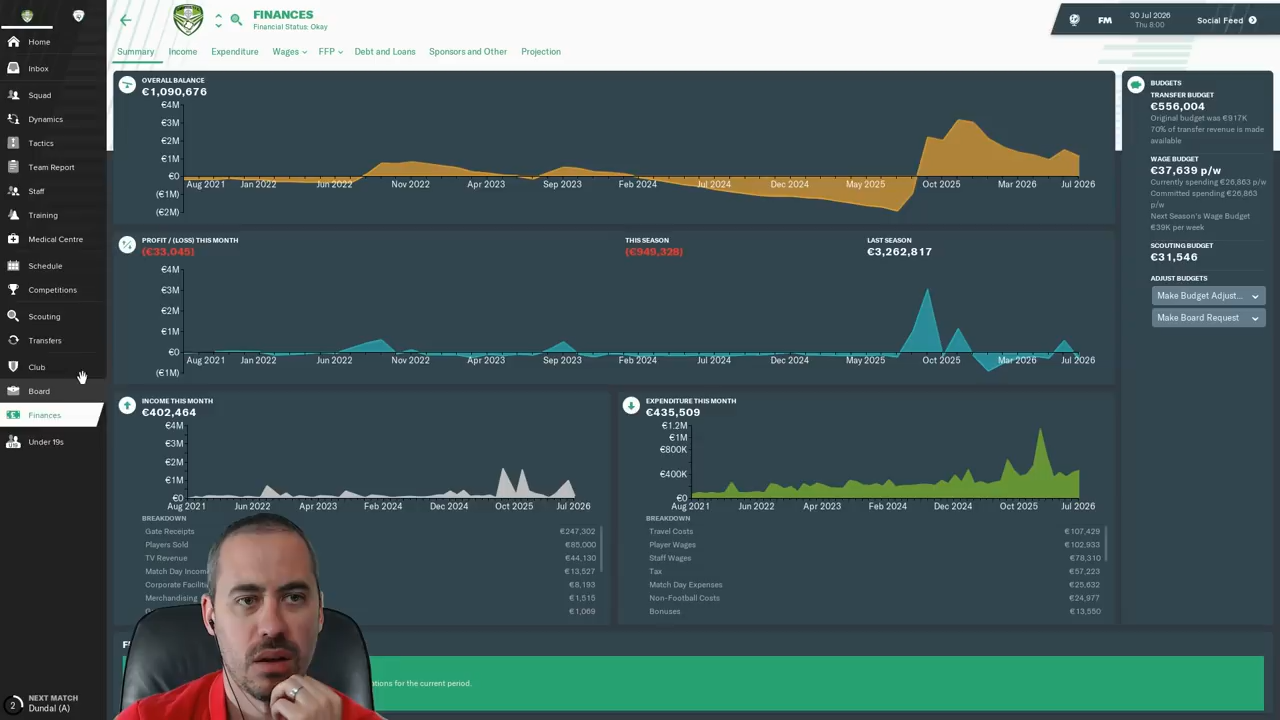 FINANCES
Financial Status: Okay
30 Jul 2026
Thu 8:00
FM
Social Feed
Home
Inbox
Squad
Dynamics
Tactics
Team Report
Staff
Training
Medical Centre
Schedule
Competitions
Scouting
Transfers
Club
Board
Finances
Under 19s
2
NEXT MATCH
Dundal (A)
Summary
Income
Expenditure
Wages
FFP
Debt and Loans
Sponsors and Other
Projection
OVERALL BALANCE
€1,090,676
€4M
€3M
€2M
€1M
€0
(€1M)
(€2M)
Aug 2021 Jan 2022 Jun 2022 Nov 2022 Apr 2023 Sep 2023 Feb 2024 Jul 2024 Dec 2024 May 2025 Oct 2025 Mar 2026 Jul 2026
PROFIT / (LOSS) THIS MONTH
(€33,045)
THIS SEASON
(€949,328)
LAST SEASON
€3,262,817
€4M
€3M
€2M
€1M
€0
(€1M)
Aug 2021 Jan 2022 Jun 2022 Nov 2022 Apr 2023 Sep 2023 Feb 2024 Jul 2024 Dec 2024 May 2025 Oct 2025 Mar 2026 Jul 2026
INCOME THIS MONTH
€402,464
€4M
€3M
€2M
€1M
€0
Aug 2021 Jun 2022 Apr 2023 Feb 2024 Dec 2024 Oct 2025 Jul 2026
BREAKDOWN
Gate Receipts €247,302
Players Sold €85,000
TV Revenue €44,130
Match Day Incom €13,527
Corporate Faciliti €8,193
Merchandising €1,515
€1,069
EXPENDITURE THIS MONTH
€435,509
€1.2M
€1M
€800K
€400K
€0
Aug 2021 Jun 2022 Apr 2023 Feb 2024 Dec 2024 Oct 2025 Jul 2026
BREAKDOWN
Travel Costs €107,429
Player Wages €102,933
Staff Wages €78,310
Tax €57,223
Match Day Expenses €25,632
Non-Football Costs €24,977
Bonuses €13,550
tions for the current period.
BUDGETS
TRANSFER BUDGET
€556,004
Original budget was €917K
70% of transfer revenue is made
available
WAGE BUDGET
€37,639 p/w
Currently spending €26,863 p/w
Committed spending €26,863
p/w
Next Season's Wage Budget
€39K per week
SCOUTING BUDGET
€31,546
ADJUST BUDGETS
Make Budget Adjust...
Make Board Request